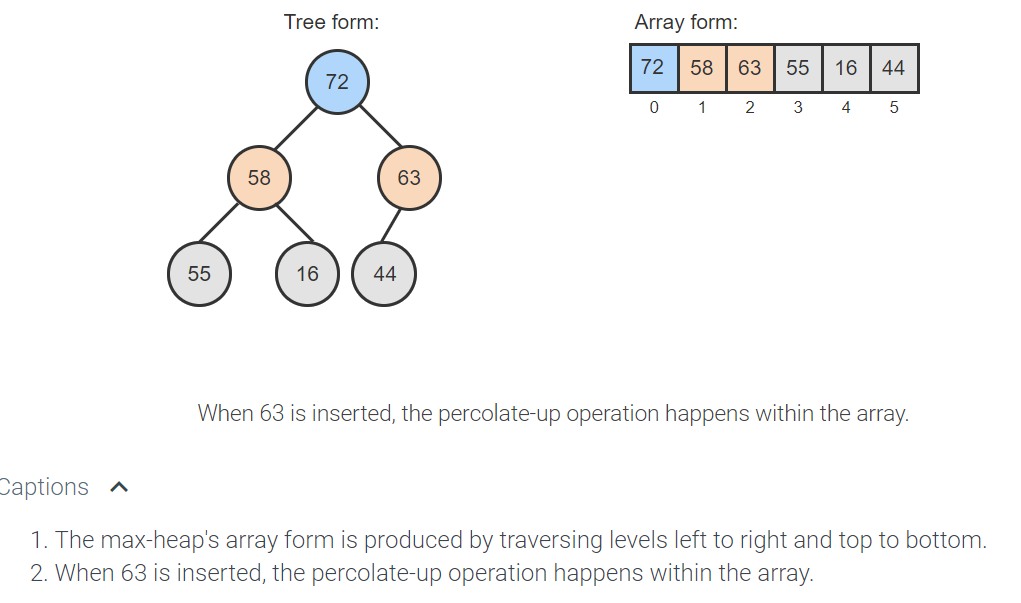 Tree form:
Array form:
72
58 63
55 16 44
72 58 63 55 16 44
0 1 2 3 4 5
When 63 is inserted, the percolate-up operation happens within the array.
Captions
1. The max-heap's array form is produced by traversing levels left to right and top to bottom.
2. When 63 is inserted, the percolate-up operation happens within the array.